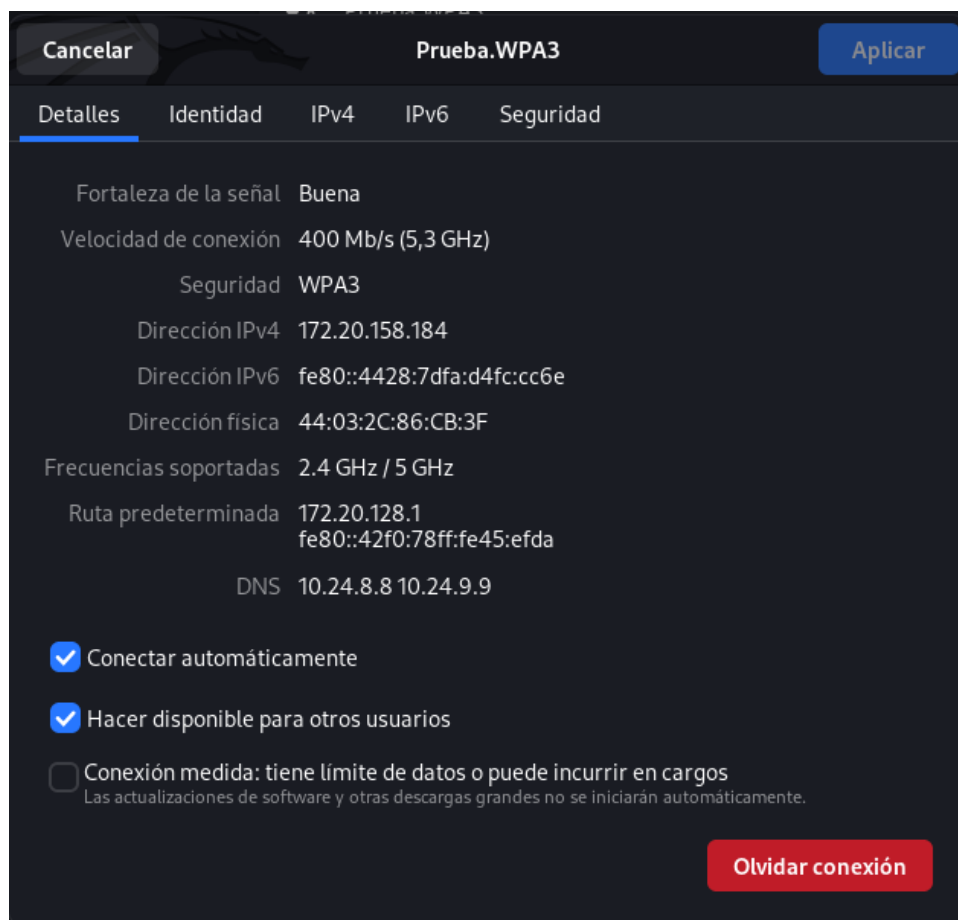 Cancelar Prueba.WPA3 Aplicar
Detalles Identidad IPv4 IPv6 Seguridad
Fortaleza de la señal Buena
Velocidad de conexión 400 Mb/s (5,3 GHz)
Seguridad WPA3
Dirección IPv4 172.20.158.184
Dirección IPv6 fe80::4428:7dfa:d4fc:cc6e
Dirección física 44:03:2C:86:CB:3F
Frecuencias soportadas 2.4 GHz / 5 GHz
Ruta predeterminada 172.20.128.1
fe80::42f0:78ff:fe45:efda
DNS 10.24.8.8 10.24.9.9
Conectar automáticamente
Hacer disponible para otros usuarios
Conexión medida: tiene límite de datos o puede incurrir en cargos
Las actualizaciones de software y otras descargas grandes no se iniciarán automáticamente.
Olvidar conexión